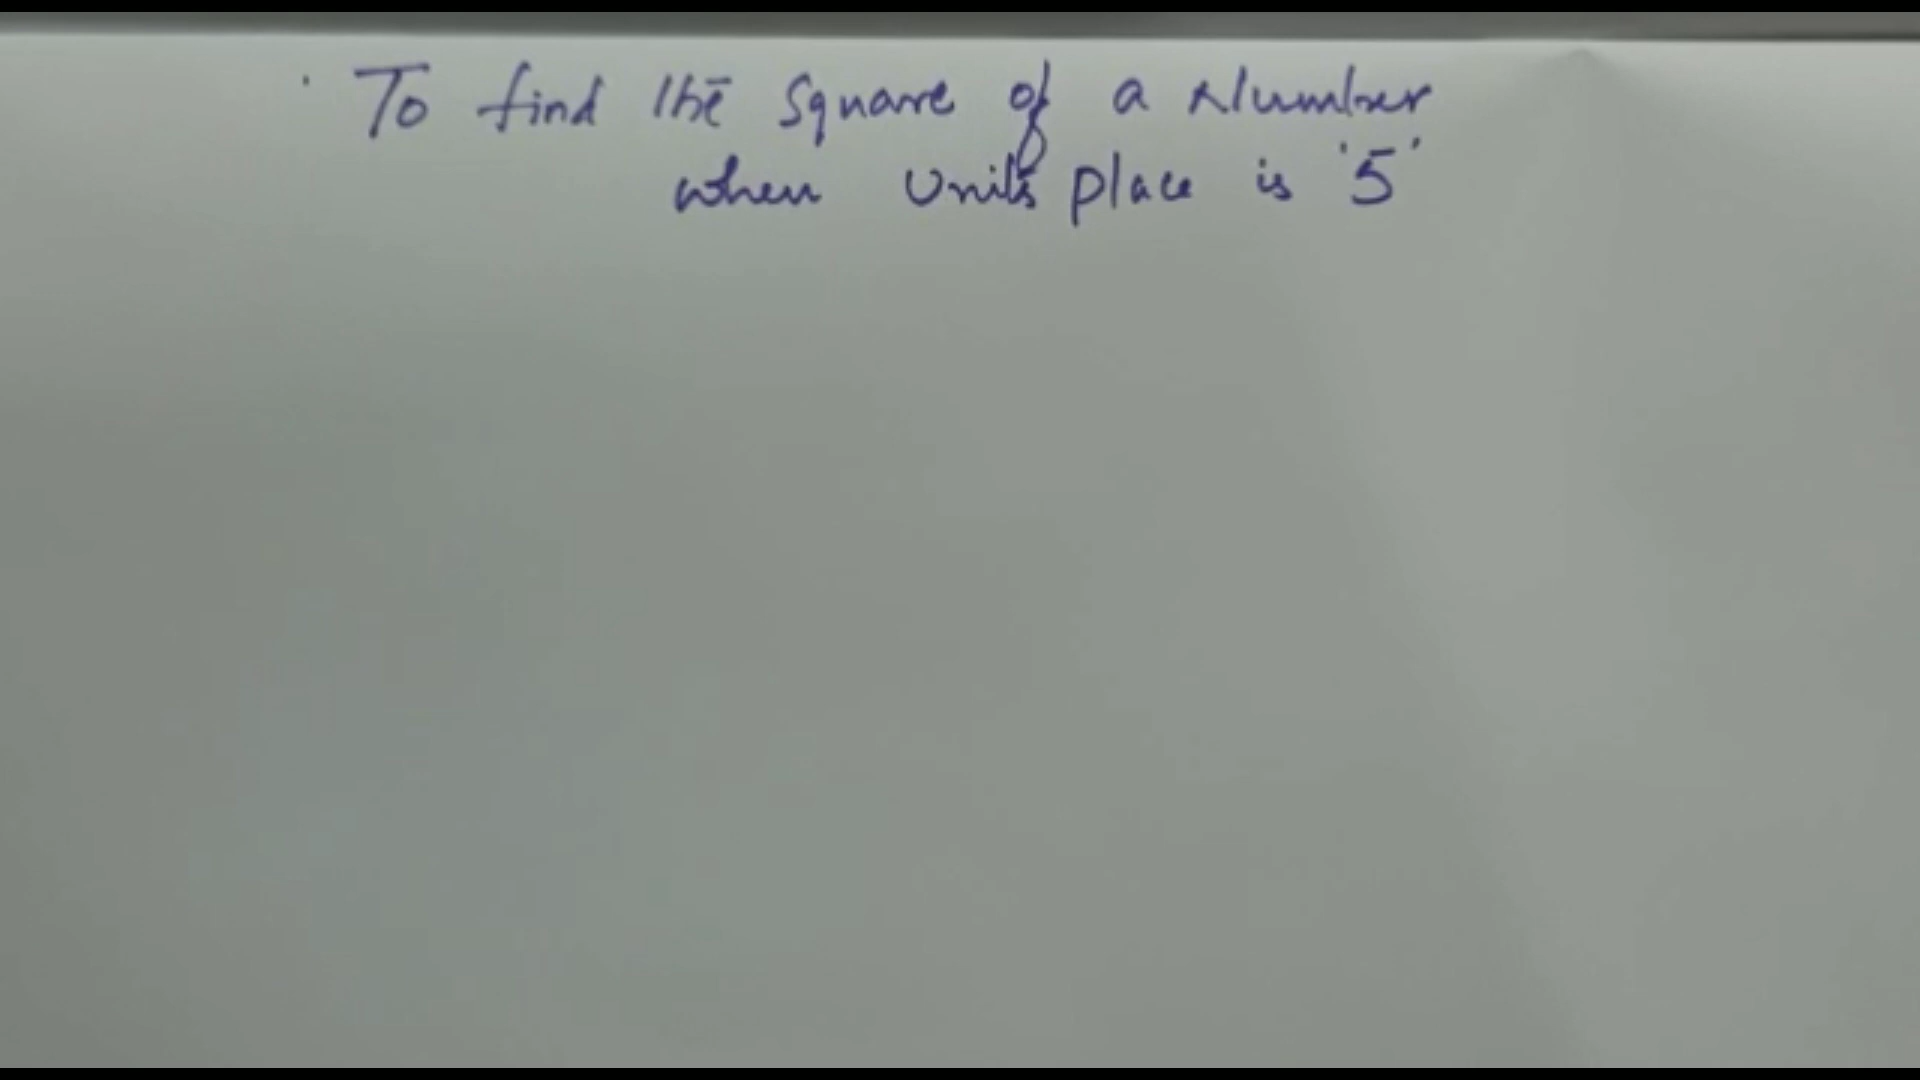 To find the Square of a Number
when Units place is '5'